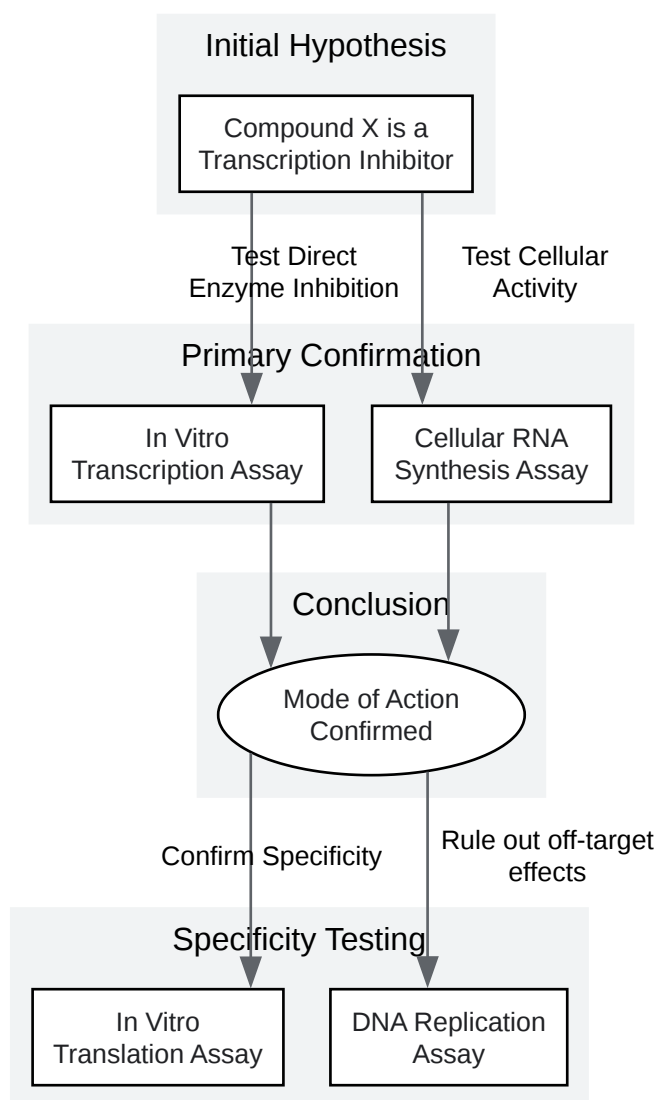 Initial Hypothesis
Compound X is a
Transcription Inhibitor
Test Direct
Enzyme Inhibition
Test Cellular
Activity
Primary Confirmation
In Vitro
Transcription Assay
Cellular RNA
Synthesis Assay
Conclusion
Mode of Action
Confirmed
Confirm Specificity
Rule out off-target
effects
Specificity Testing
In Vitro
Translation Assay
DNA Replication
Assay